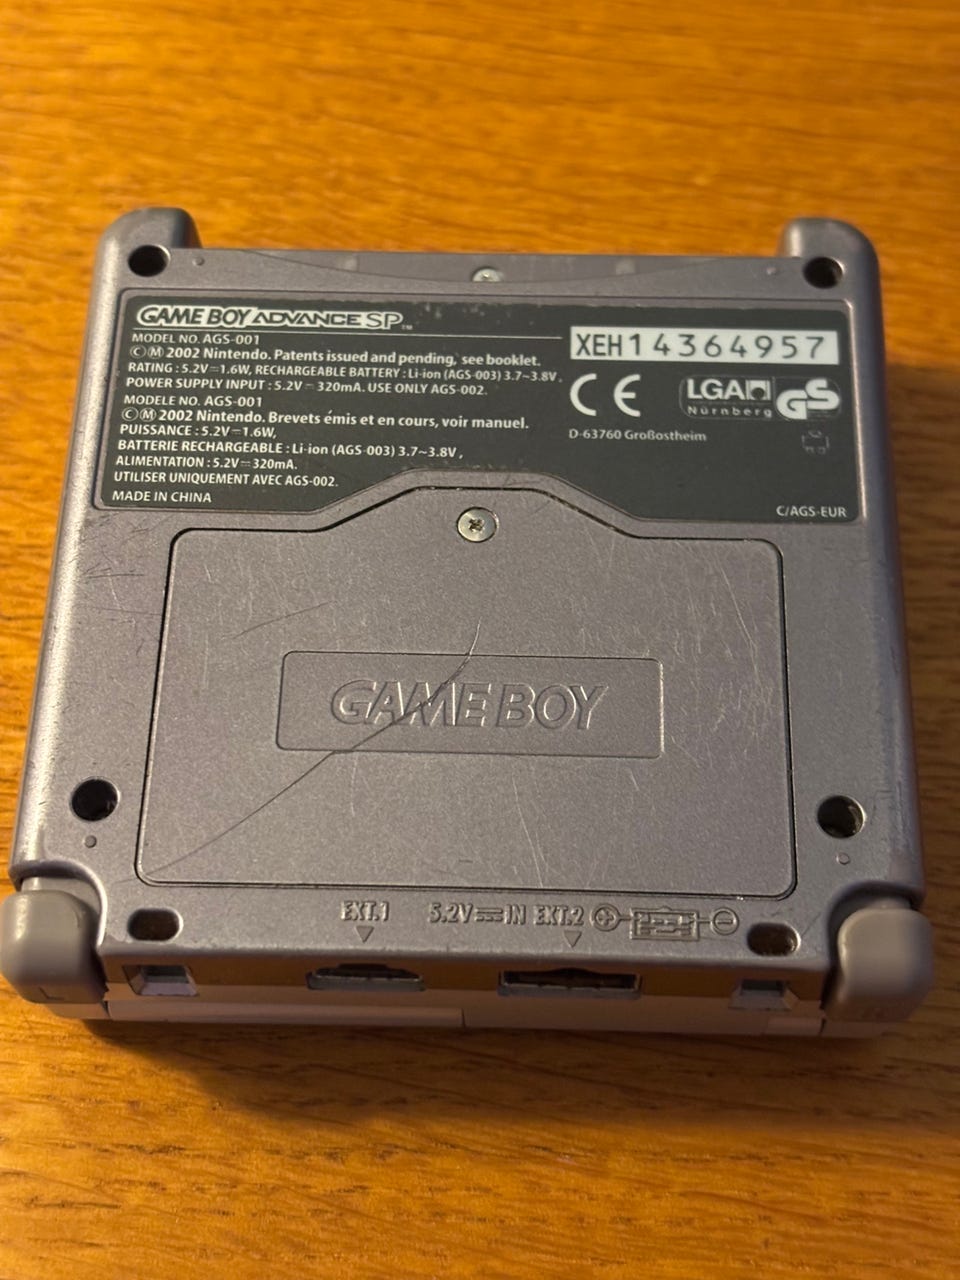 GAME BOY ADVANCE SP™
MODEL NO. AGS-001
©Ⓜ 2002 Nintendo. Patents issued and pending, see booklet.
RATING : 5.2V⎓1.6W, RECHARGEABLE BATTERY : Li-ion (AGS-003) 3.7~3.8V,
POWER SUPPLY INPUT : 5.2V⎓320mA. USE ONLY AGS-002.
MODELE NO. AGS-001
©Ⓜ 2002 Nintendo. Brevets émis et en cours, voir manuel.
PUISSANCE : 5.2V⎓1.6W,
BATTERIE RECHARGEABLE : Li-ion (AGS-003) 3.7~3.8V,
ALIMENTATION : 5.2V⎓320mA.
UTILISER UNIQUEMENT AVEC AGS-002.
MADE IN CHINA
XEH14364957
CE
LGA
Nürnberg
GS
D-63760 Großostheim
C/AGS-EUR
GAME BOY
EXT.1 5.2V⎓IN EXT.2
L
R